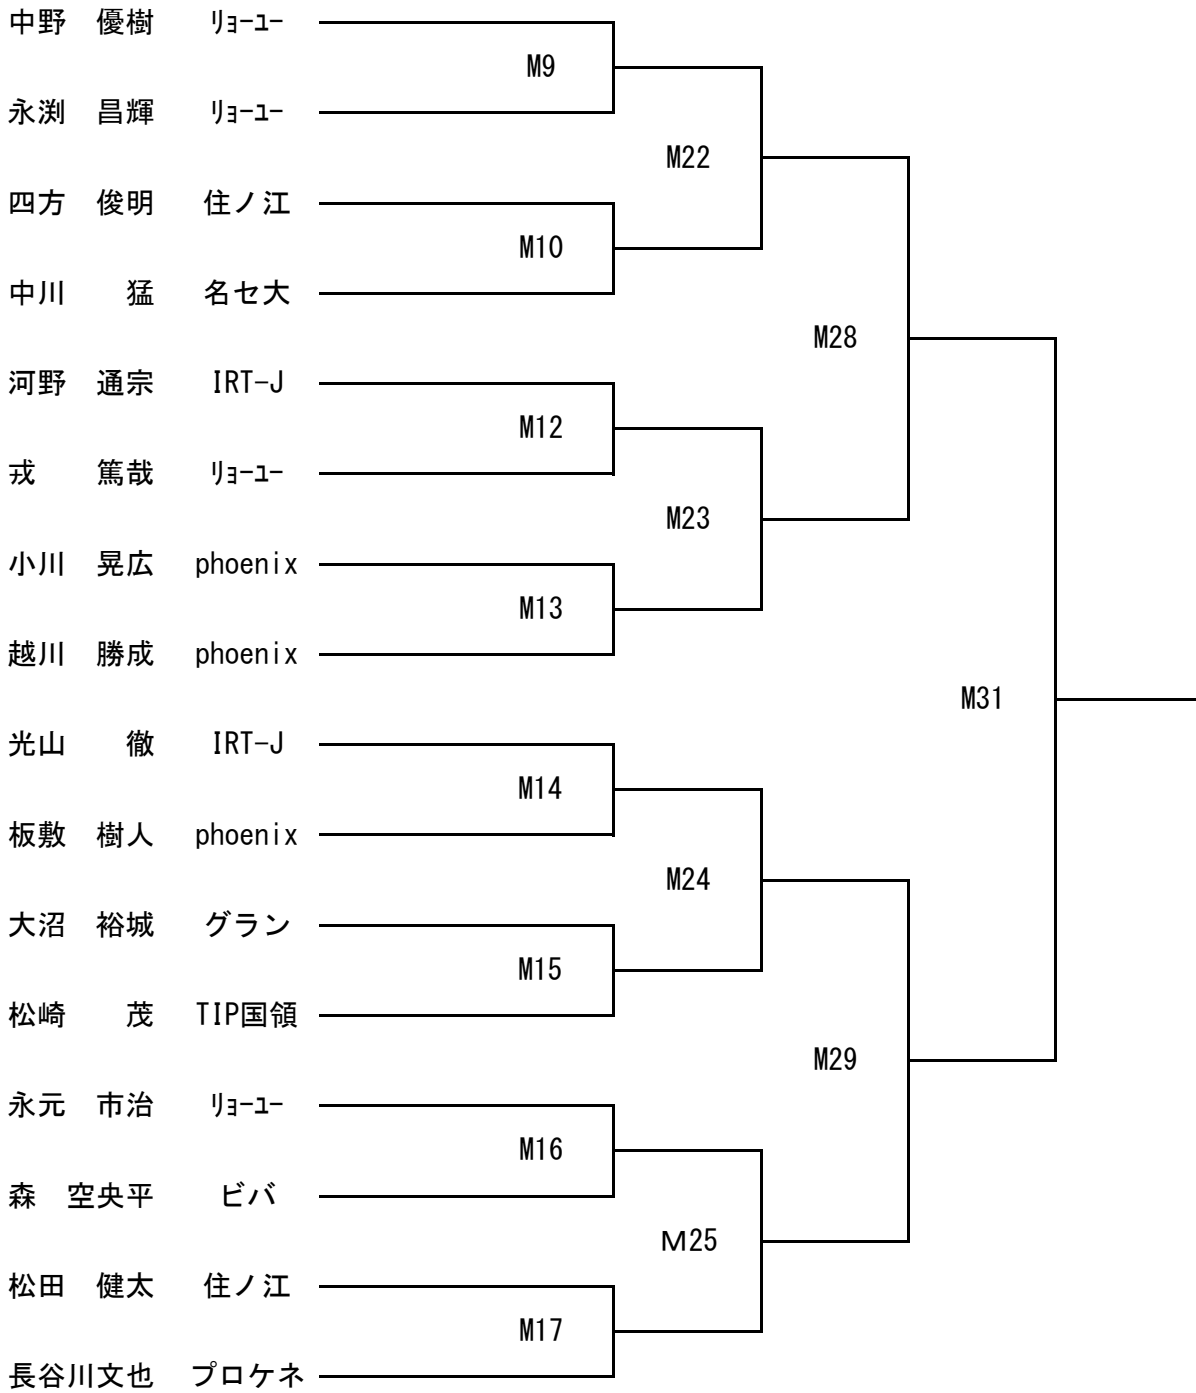 中野　優樹　ﾘｮｰﾕｰ
M9
永渕　昌輝　ﾘｮｰﾕｰ
M22
四方　俊明　住ノ江
M10
中川　　猛　名セ大
M28
河野　通宗　IRT-J
M12
戎　　篤哉　ﾘｮｰﾕｰ
M23
小川　晃広　phoenix
M13
越川　勝成　phoenix
M31
光山　　徹　IRT-J
M14
板敷　樹人　phoenix
M24
大沼　裕城　グラン
M15
松崎　　茂　TIP国領
M29
永元　市治　ﾘｮｰﾕｰ
M16
森　空央平　ビバ
Ｍ25
松田　健太　住ノ江
M17
長谷川文也　プロケネ